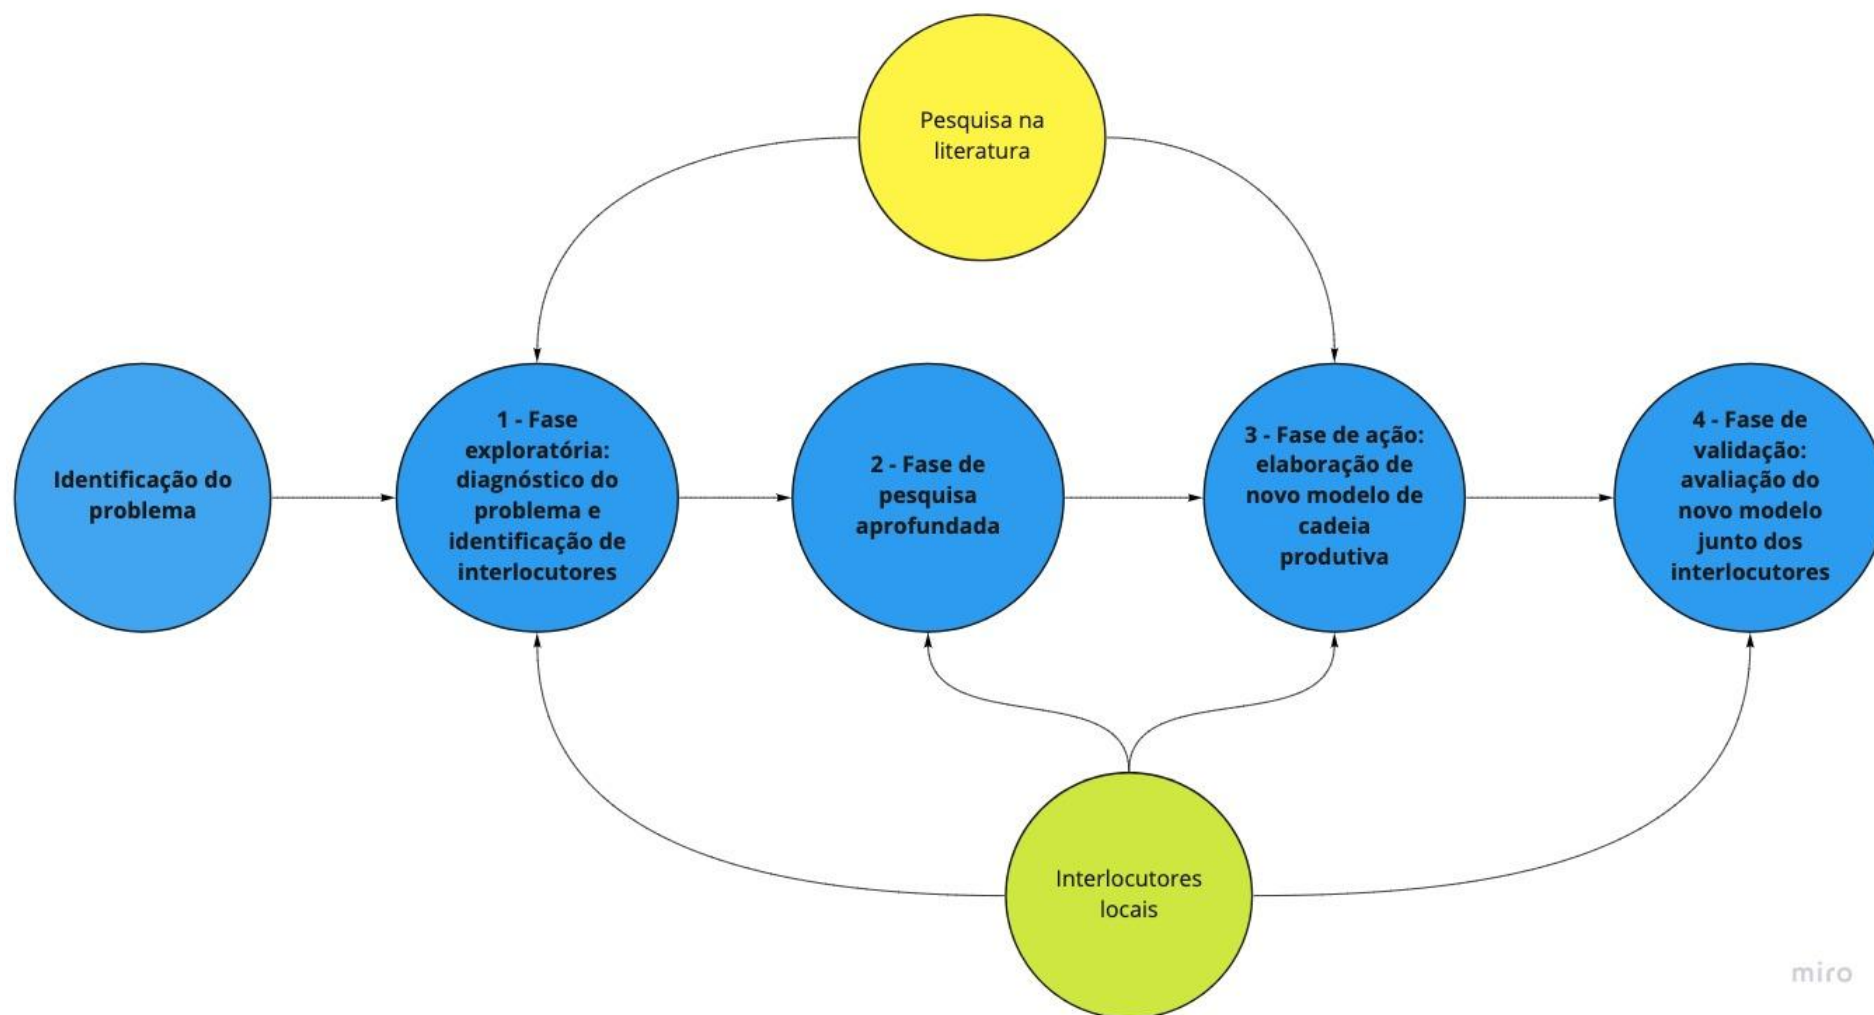 Pesquisa na
literatura
Identificação do
problema
1 - Fase
exploratória:
diagnóstico do
problema e
identificação de
interlocutores
2 - Fase de
pesquisa
aprofundada
3 - Fase de ação:
elaboração de
novo modelo de
cadeia
produtiva
4 - Fase de
validação:
avaliação do
novo modelo
junto dos
interlocutores
Interlocutores
locais
miro